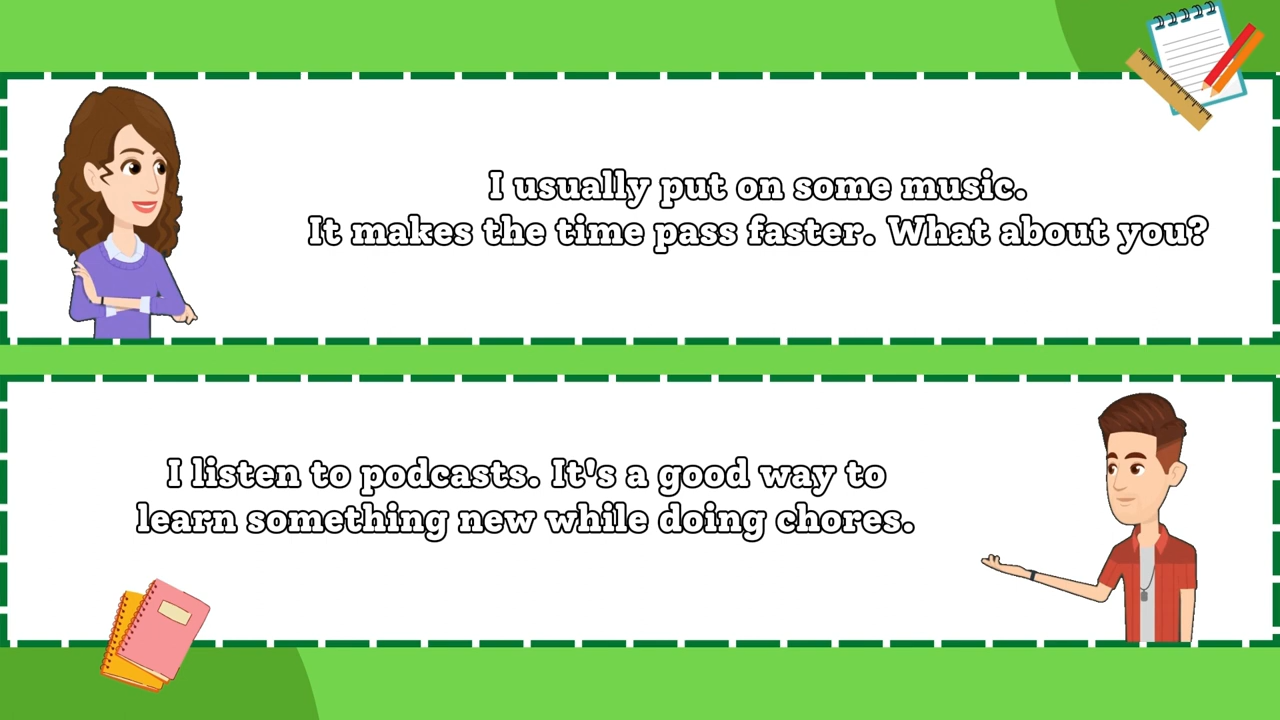 I usually put on some music.
It makes the time pass faster. What about you?
I listen to podcasts. It's a good way to
learn something new while doing chores.